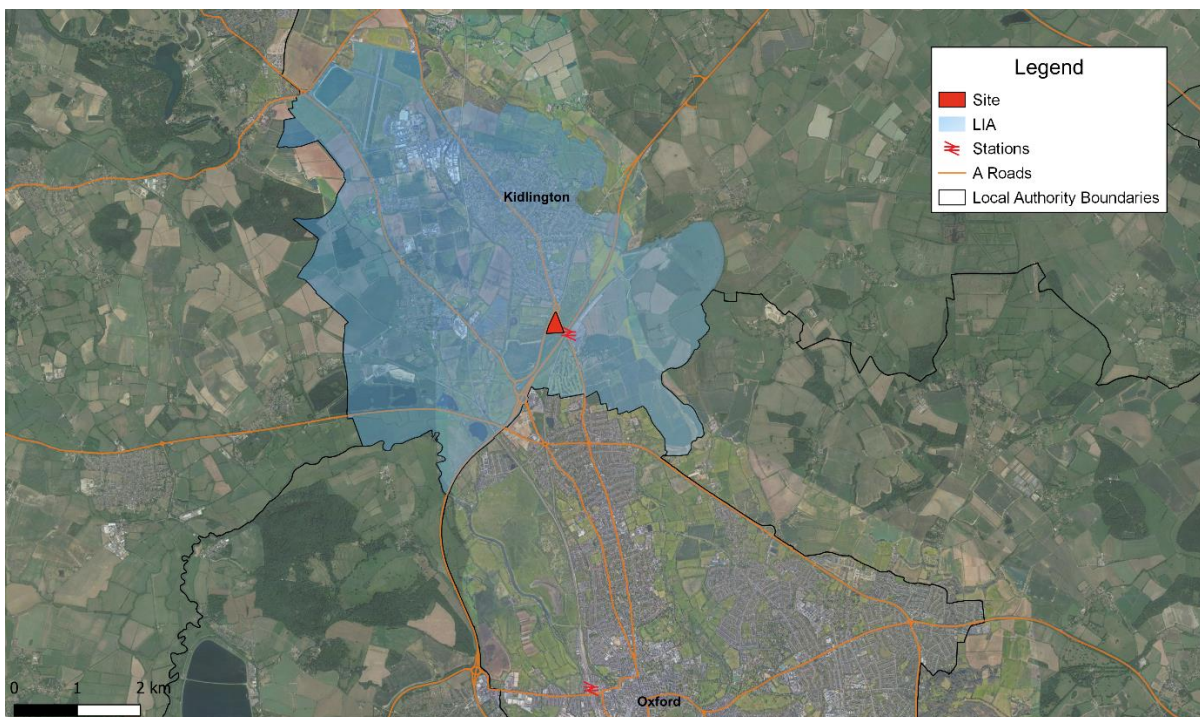 Legend
Site
LIA
Stations
A Roads
Local Authority Boundaries
Kidlington
Oxford
0 1 2 km